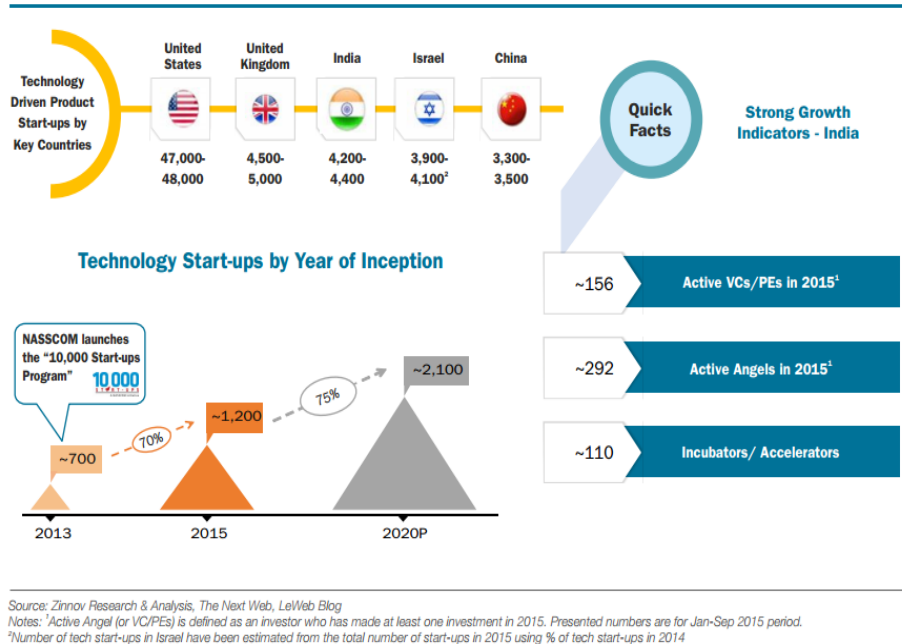 Technology
Driven Product
Start-ups by
Key Countries
United
States
47,000-
48,000
United
Kingdom
4,500-
5,000
India
4,200-
4,400
Israel
3,900-
4,100²
China
3,300-
3,500
Quick
Facts
Strong Growth
Indicators - India
~156
Active VCs/PEs in 2015¹
~292
Active Angels in 2015¹
~110
Incubators/ Accelerators
Technology Start-ups by Year of Inception
NASSCOM launches
the “10,000 Start-ups
Program”
10 000
~700
70%
~1,200
75%
~2,100
2013
2015
2020P
Source: Zinnov Research & Analysis, The Next Web, LeWeb Blog
Notes: ¹Active Angel (or VC/PEs) is defined as an investor who has made at least one investment in 2015. Presented numbers are for Jan-Sep 2015 period.
²Number of tech start-ups in Israel have been estimated from the total number of start-ups in 2015 using % of tech start-ups in 2014